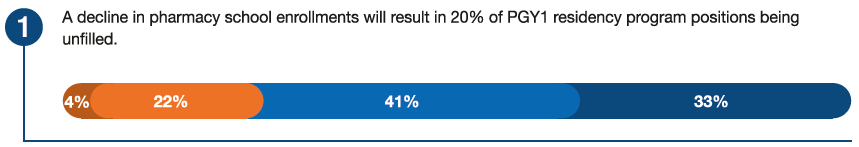 1
A decline in pharmacy school enrollments will result in 20% of PGY1 residency program positions being
unfilled.
4% 22% 41% 33%